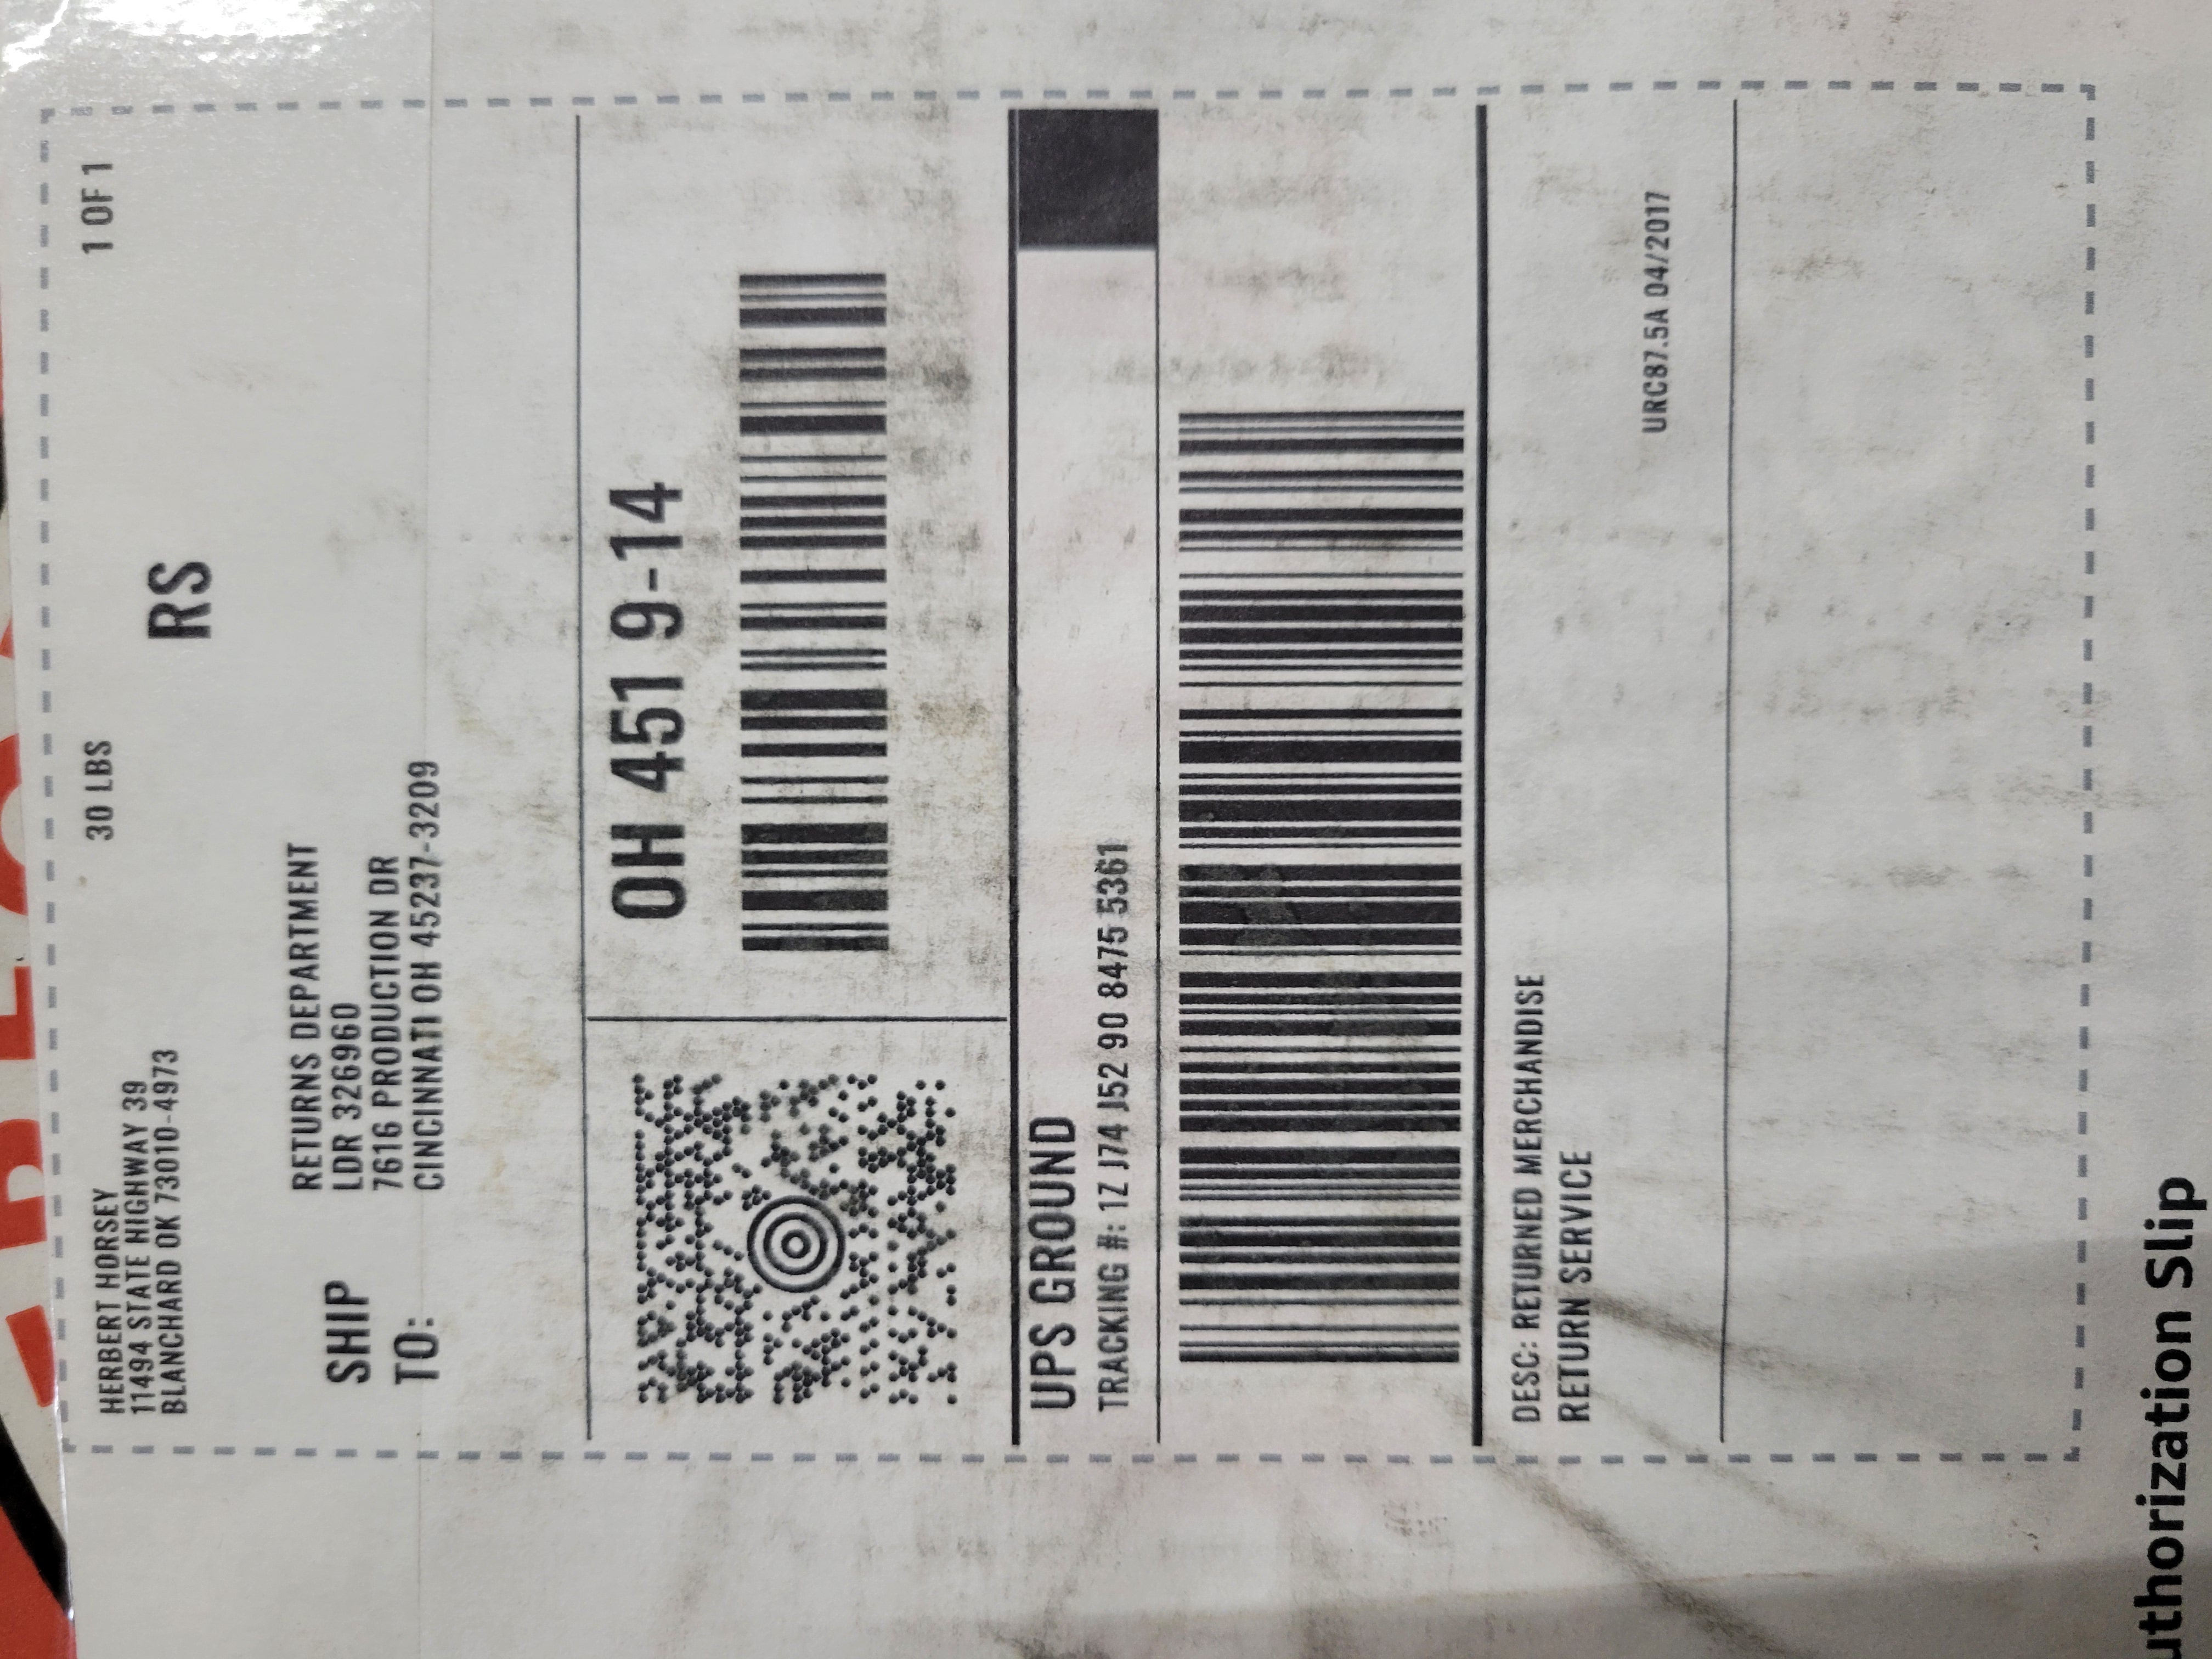 HERBERT HORSEY
11494 STATE HIGHWAY 39
BLANCHARD OK 73010-4973
30 LBS
1 OF 1
RS
SHIP
TO:
RETURNS DEPARTMENT
LDR 326960
7616 PRODUCTION DR
CINCINNATI OH 45237-3209
OH 451 9-14
UPS GROUND
TRACKING #: 1Z J74 J52 90 8475 5361
DESC: RETURNED MERCHANDISE
RETURN SERVICE
URC87.5A 04/2017
uthorization Slip